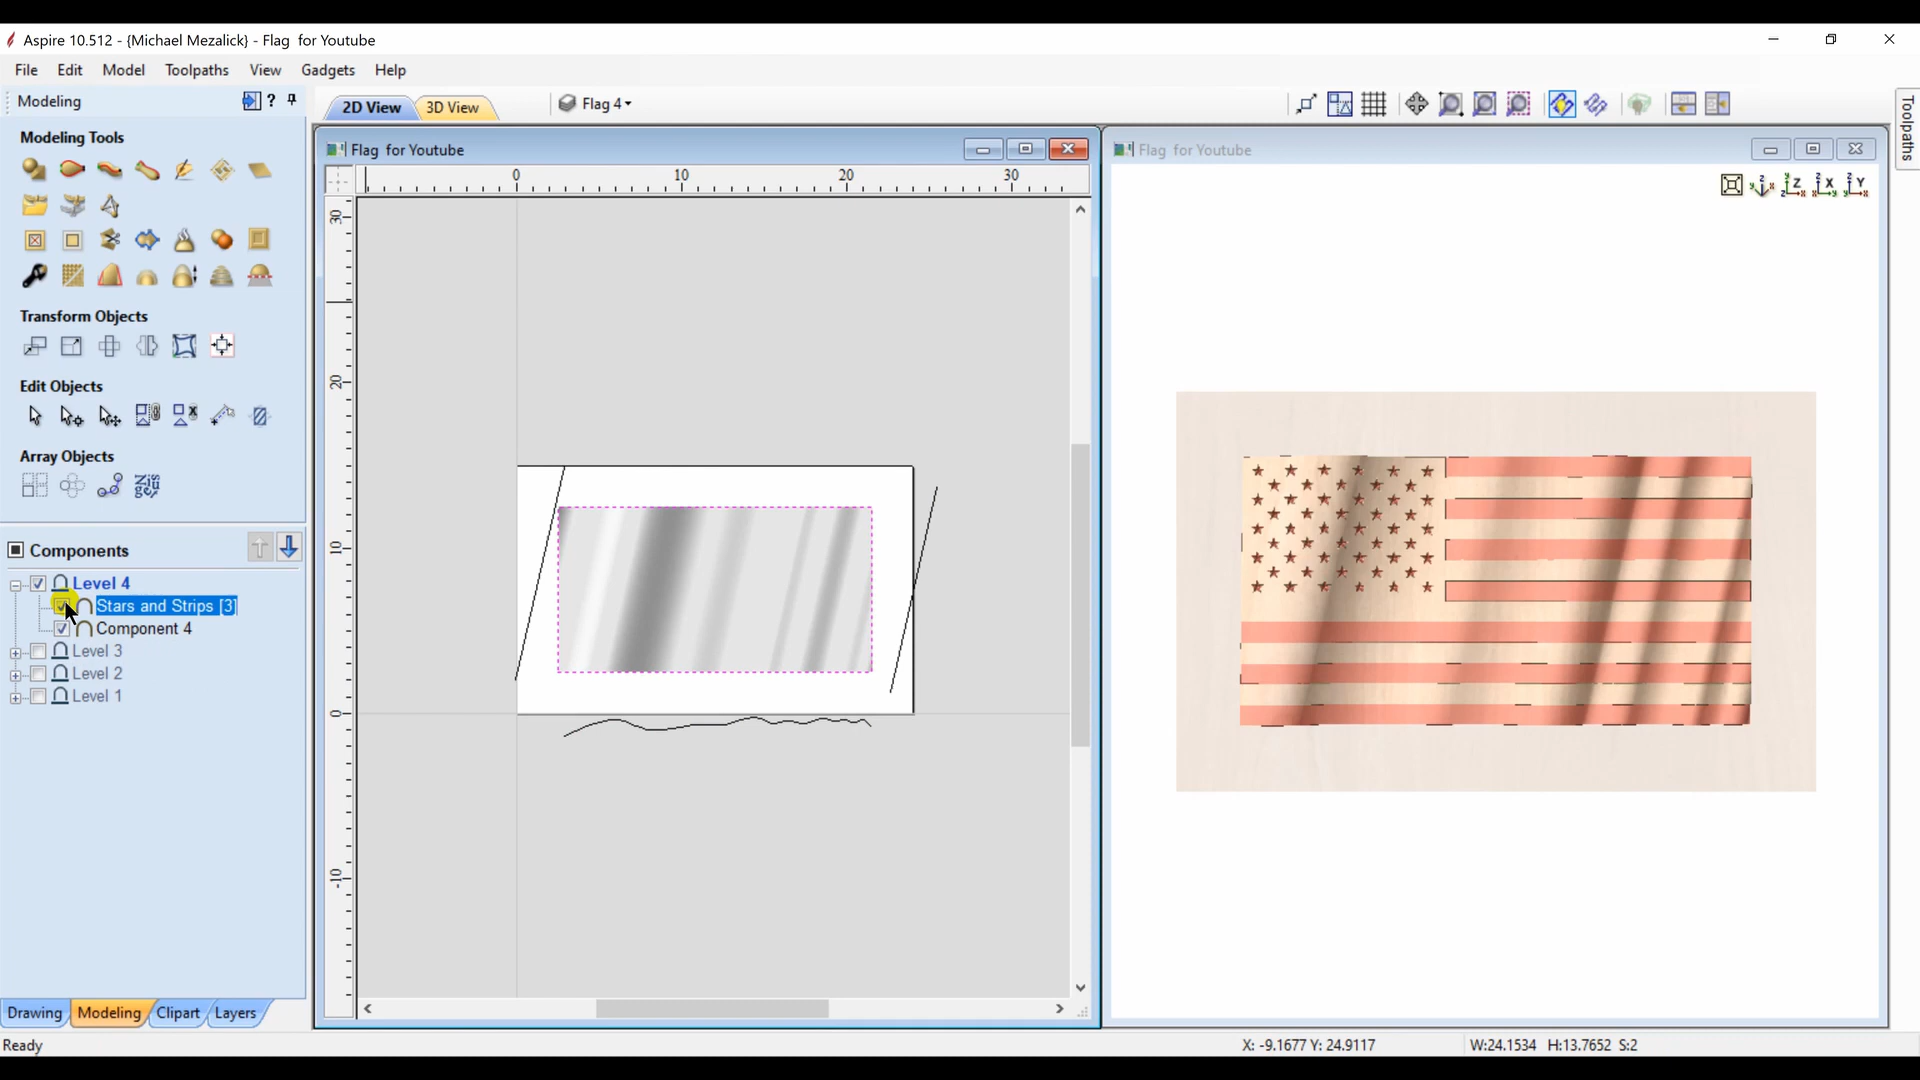 Aspire 10.512 - {Michael Mezalick} - Flag for Youtube
File Edit Model Toolpaths View Gadgets Help
Modeling ?
2D View 3D View Flag 4
Toolpaths
Modeling Tools
Flag for Youtube
Flag for Youtube
0 10 20 30
Z X Y
30
20
10
0
-10
Transform Objects
Edit Objects
Array Objects
Components
Level 4
Stars and Strips [3]
Component 4
Level 3
Level 2
Level 1
Drawing Modeling Clipart Layers
Ready
X: -9.1677 Y: 24.9117
W:24.1534 H:13.7652 S:2